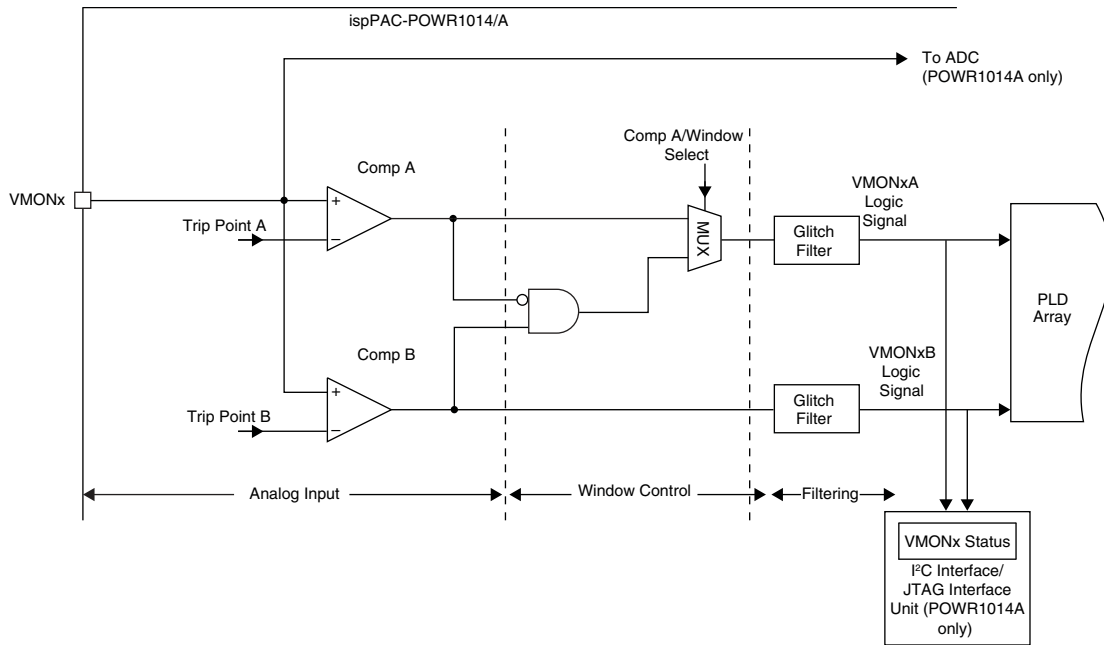 ispPAC-POWR1014/A
To ADC
(POWR1014A only)
Comp A/Window
Select
Comp A
VMONx
+
–
Trip Point A
MUX
Glitch
Filter
VMONxA
Logic
Signal
PLD
Array
Comp B
+
–
Trip Point B
Glitch
Filter
VMONxB
Logic
Signal
Analog Input
Window Control
Filtering
VMONx Status
I²C Interface/
JTAG Interface
Unit (POWR1014A
only)